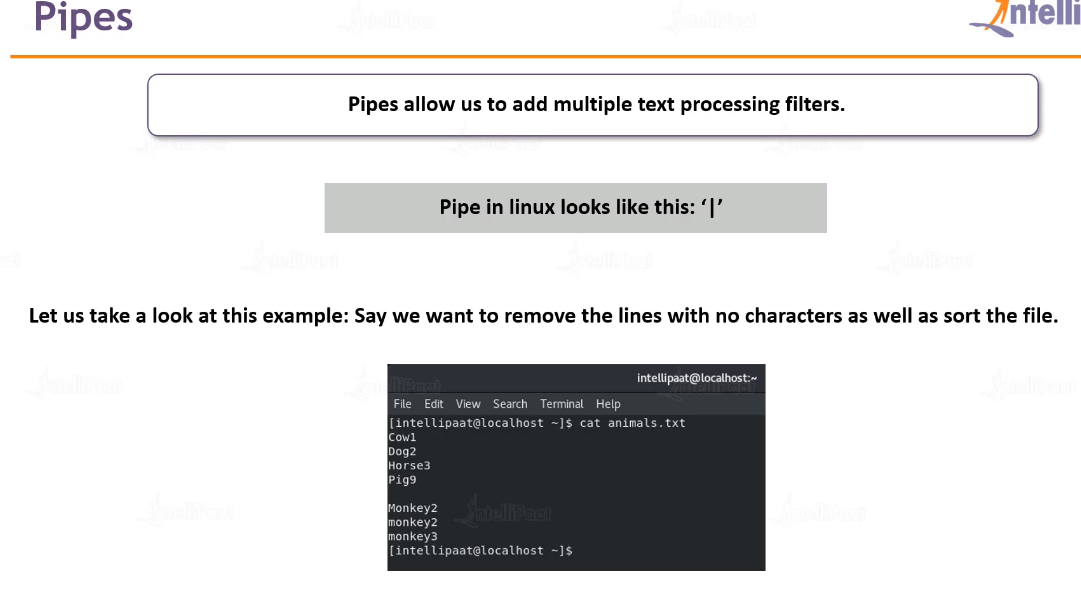 Pipes
Intelli
Pipes allow us to add multiple text processing filters.
Pipe in linux looks like this: ‘|’
Let us take a look at this example: Say we want to remove the lines with no characters as well as sort the file.
intellipaat@localhost:~
File Edit View Search Terminal Help
[intellipaat@localhost ~]$ cat animals.txt
Cow1
Dog2
Horse3
Pig9
Monkey2
monkey2
monkey3
[intellipaat@localhost ~]$